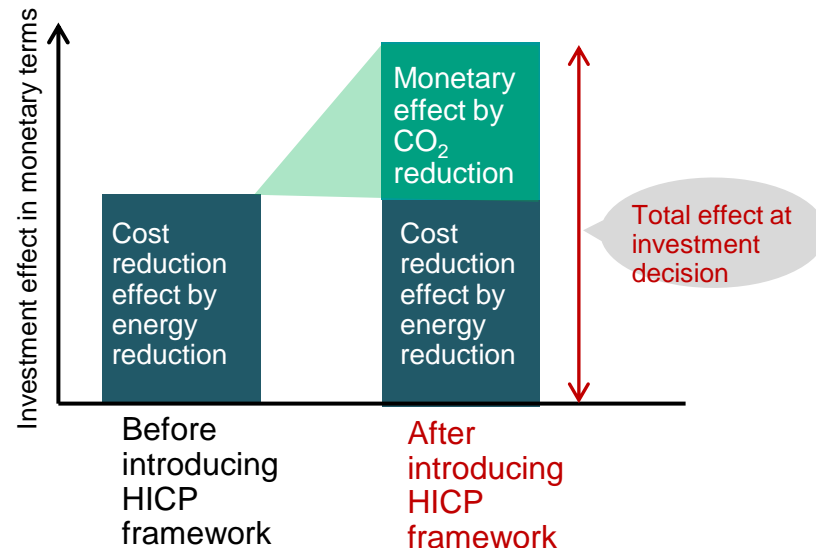 Investment effect in monetary terms
Monetary
effect by
CO₂
reduction
Cost
reduction
effect by
energy
reduction
Cost
reduction
effect by
energy
reduction
Total effect at
investment
decision
Before
introducing
HICP
framework
After
introducing
HICP
framework